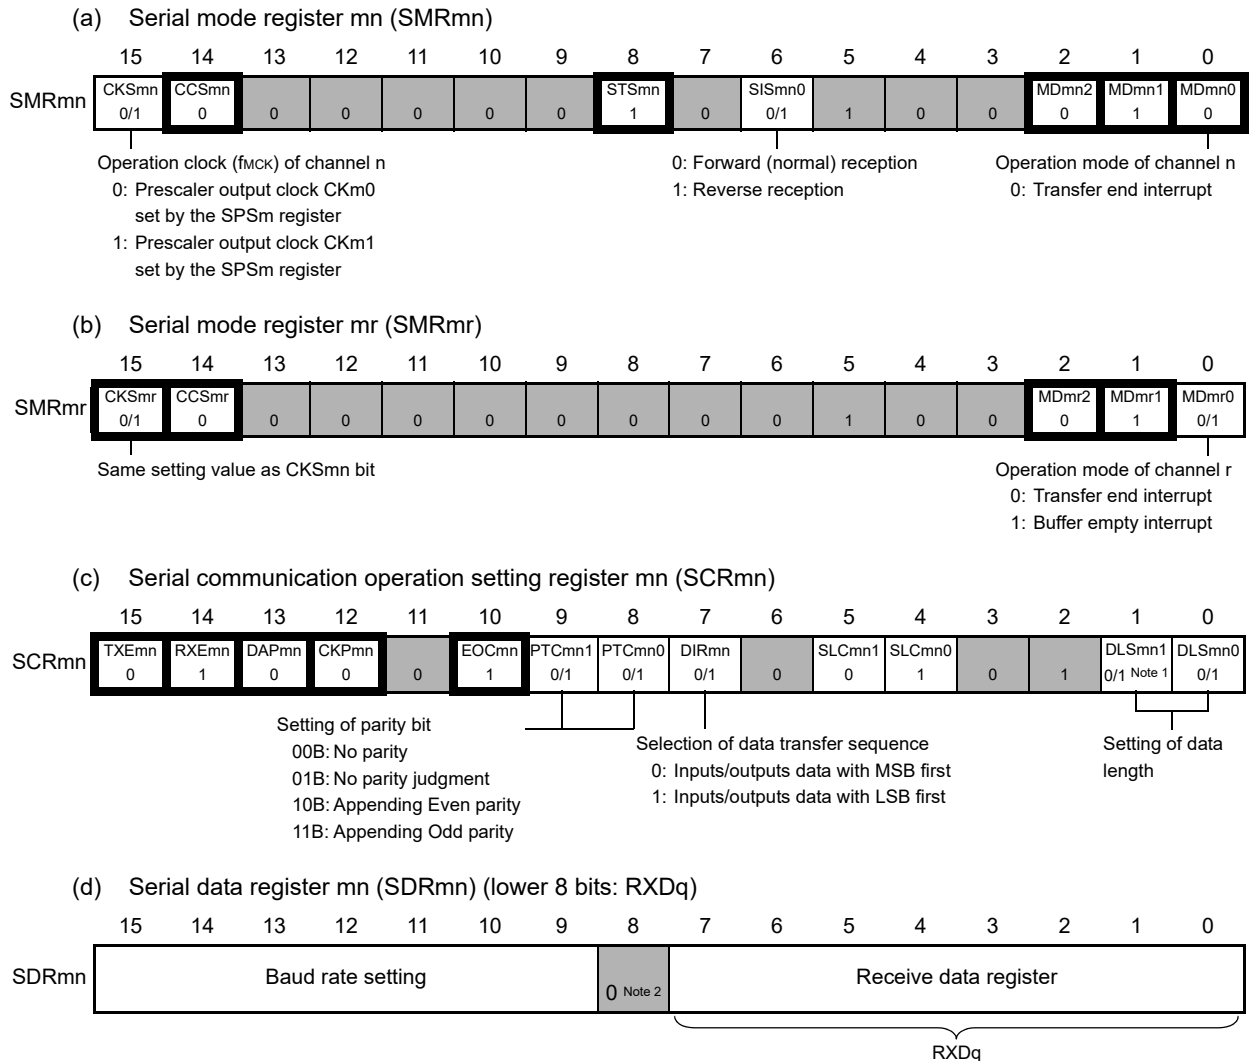 (a) Serial mode register mn (SMRmn)
15 14 13 12 11 10 9 8 7 6 5 4 3 2 1 0
SMRmn
CKSmn CCSmn STSmn SISmn0 MDmn2 MDmn1 MDmn0
0/1 0 0 0 0 0 0 1 0 0/1 1 0 0 0 1 0
Operation clock (fMCK) of channel n
0: Prescaler output clock CKm0
set by the SPSm register
1: Prescaler output clock CKm1
set by the SPSm register
0: Forward (normal) reception
1: Reverse reception
Operation mode of channel n
0: Transfer end interrupt
(b) Serial mode register mr (SMRmr)
15 14 13 12 11 10 9 8 7 6 5 4 3 2 1 0
SMRmr
CKSmr CCSmr MDmr2 MDmr1 MDmr0
0/1 0 0 0 0 0 0 0 0 0 1 0 0 0 1 0/1
Same setting value as CKSmn bit
Operation mode of channel r
0: Transfer end interrupt
1: Buffer empty interrupt
(c) Serial communication operation setting register mn (SCRmn)
15 14 13 12 11 10 9 8 7 6 5 4 3 2 1 0
SCRmn
TXEmn RXEmn DAPmn CKPmn EOCmn PTCmn1 PTCmn0 DIRmn SLCmn1 SLCmn0 DLSmn1 DLSmn0
0 1 0 0 0 1 0/1 0/1 0/1 0 0 1 0 1 0/1 Note 1 0/1
Setting of parity bit
00B: No parity
01B: No parity judgment
10B: Appending Even parity
11B: Appending Odd parity
Selection of data transfer sequence
0: Inputs/outputs data with MSB first
1: Inputs/outputs data with LSB first
Setting of data
length
(d) Serial data register mn (SDRmn) (lower 8 bits: RXDq)
15 14 13 12 11 10 9 8 7 6 5 4 3 2 1 0
SDRmn
Baud rate setting
0 Note 2
Receive data register
RXDq